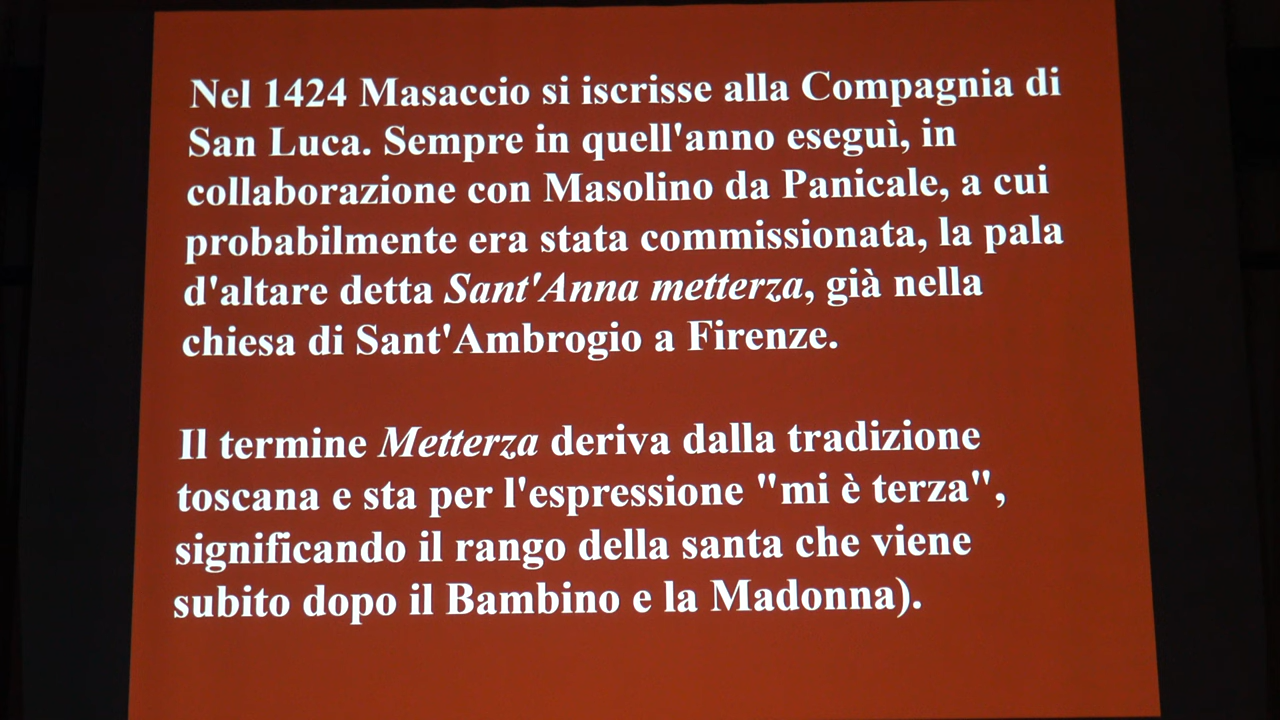 Nel 1424 Masaccio si iscrisse alla Compagnia di
San Luca. Sempre in quell'anno eseguì, in
collaborazione con Masolino da Panicale, a cui
probabilmente era stata commissionata, la pala
d'altare detta Sant'Anna metterza, già nella
chiesa di Sant'Ambrogio a Firenze.
Il termine Metterza deriva dalla tradizione
toscana e sta per l'espressione "mi è terza",
significando il rango della santa che viene
subito dopo il Bambino e la Madonna).